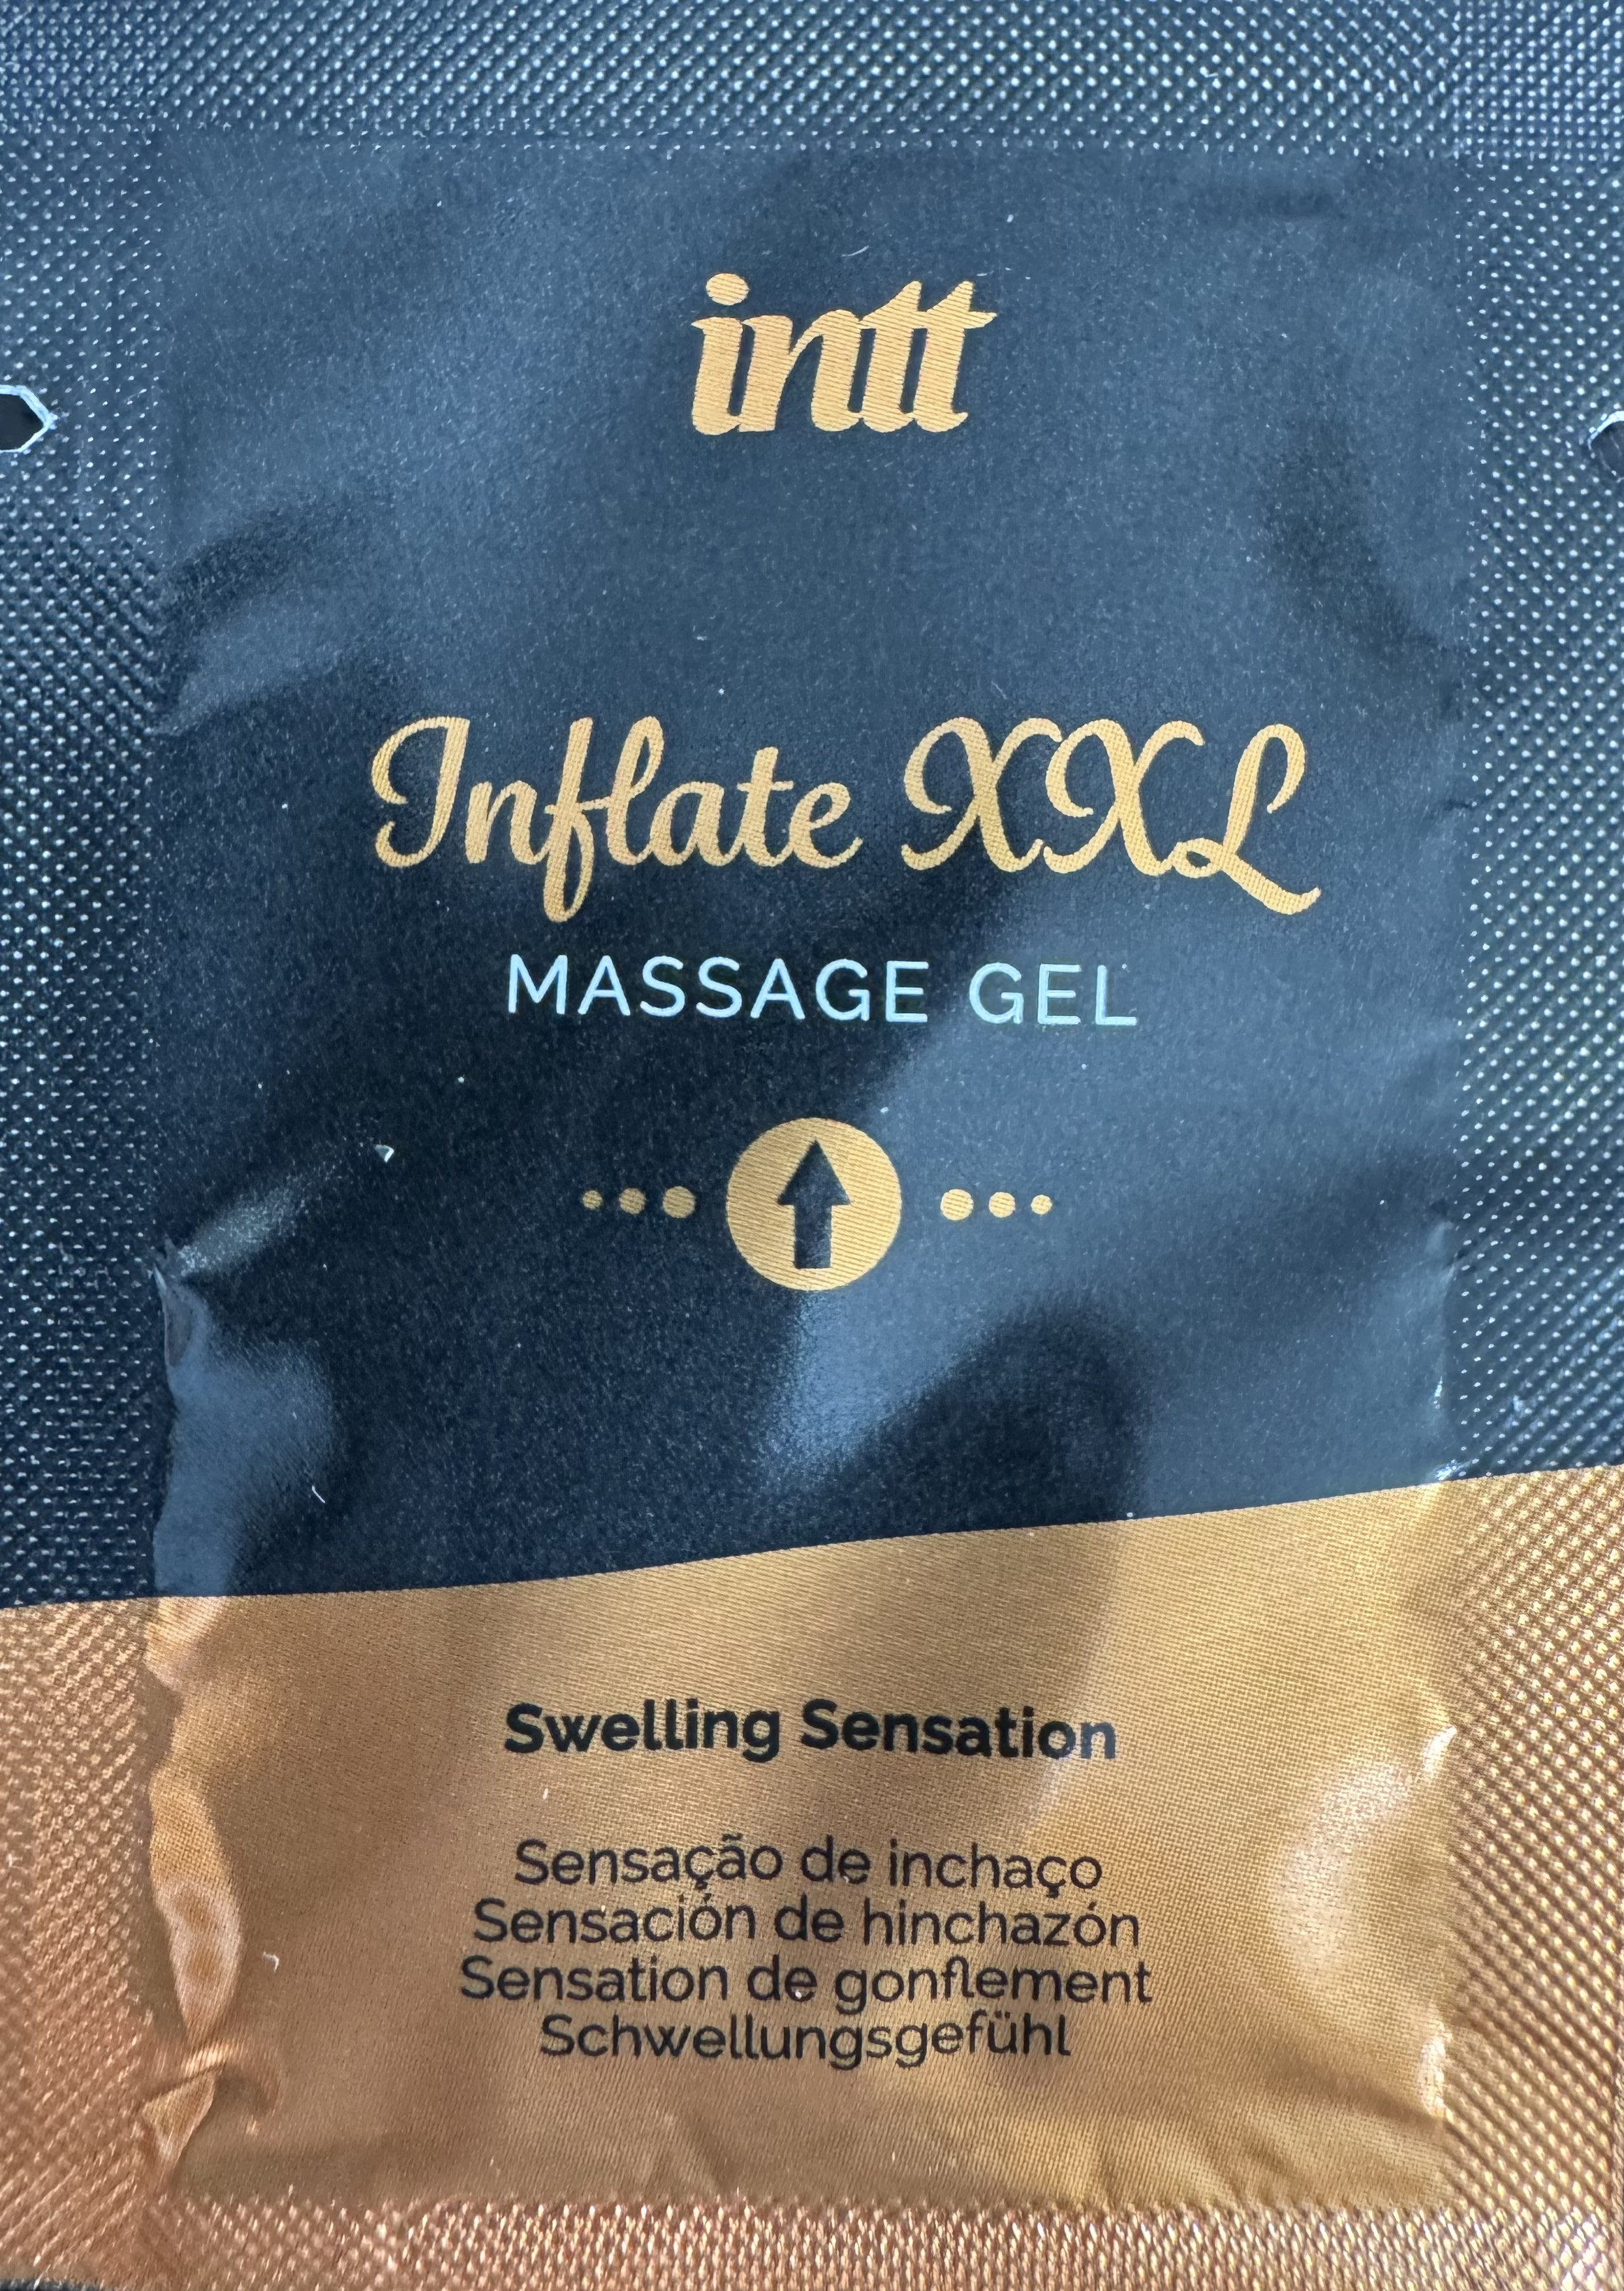 intt
Inflate XXL
MASSAGE GEL
Swelling Sensation
Sensação de inchaço
Sensación de hinchazón
Sensation de gonflement
Schwellungsgefühl